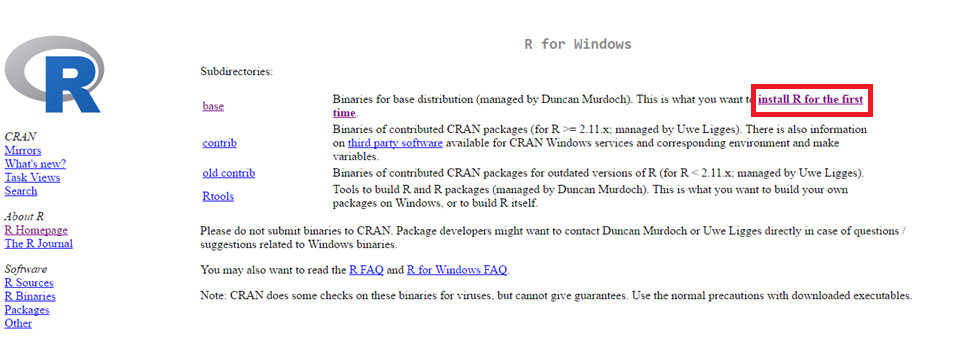 R
R for Windows
CRAN
Mirrors
What's new?
Task Views
Search
About R
R Homepage
The R Journal
Software
R Sources
R Binaries
Packages
Other
Subdirectories:
base
Binaries for base distribution (managed by Duncan Murdoch). This is what you want to install R for the first
time.
contrib
Binaries of contributed CRAN packages (for R >= 2.11.x; managed by Uwe Ligges). There is also information
on third party software available for CRAN Windows services and corresponding environment and make
variables.
old contrib
Binaries of contributed CRAN packages for outdated versions of R (for R < 2.11.x; managed by Uwe Ligges).
Rtools
Tools to build R and R packages (managed by Duncan Murdoch). This is what you want to build your own
packages on Windows, or to build R itself.
Please do not submit binaries to CRAN. Package developers might want to contact Duncan Murdoch or Uwe Ligges directly in case of questions /
suggestions related to Windows binaries.
You may also want to read the R FAQ and R for Windows FAQ.
Note: CRAN does some checks on these binaries for viruses, but cannot give guarantees. Use the normal precautions with downloaded executables.